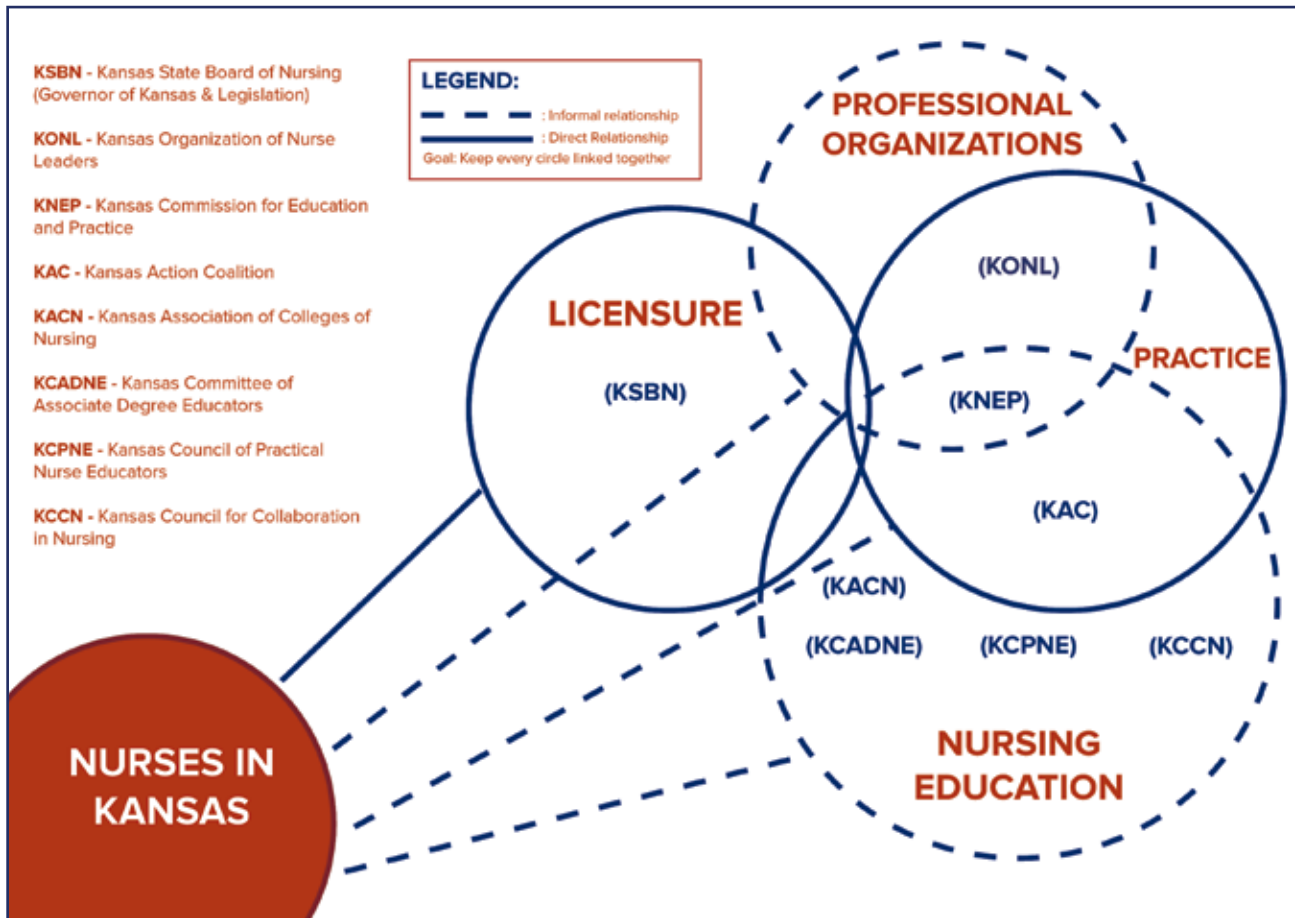 KSBN - Kansas State Board of Nursing
(Governor of Kansas & Legislation)
KONL - Kansas Organization of Nurse
Leaders
KNEP - Kansas Commission for Education
and Practice
KAC - Kansas Action Coalition
KACN - Kansas Association of Colleges of
Nursing
KCADNE - Kansas Committee of
Associate Degree Educators
KCPNE - Kansas Council of Practical
Nurse Educators
KCCN - Kansas Council for Collaboration
in Nursing
LEGEND:
: Informal relationship
: Direct Relationship
Goal: Keep every circle linked together
PROFESSIONAL
ORGANIZATIONS
(KONL)
LICENSURE
(KSBN)
PRACTICE
(KNEP)
(KAC)
(KACN)
(KCADNE)
(KCPNE)
(KCCN)
NURSING
EDUCATION
NURSES IN
KANSAS